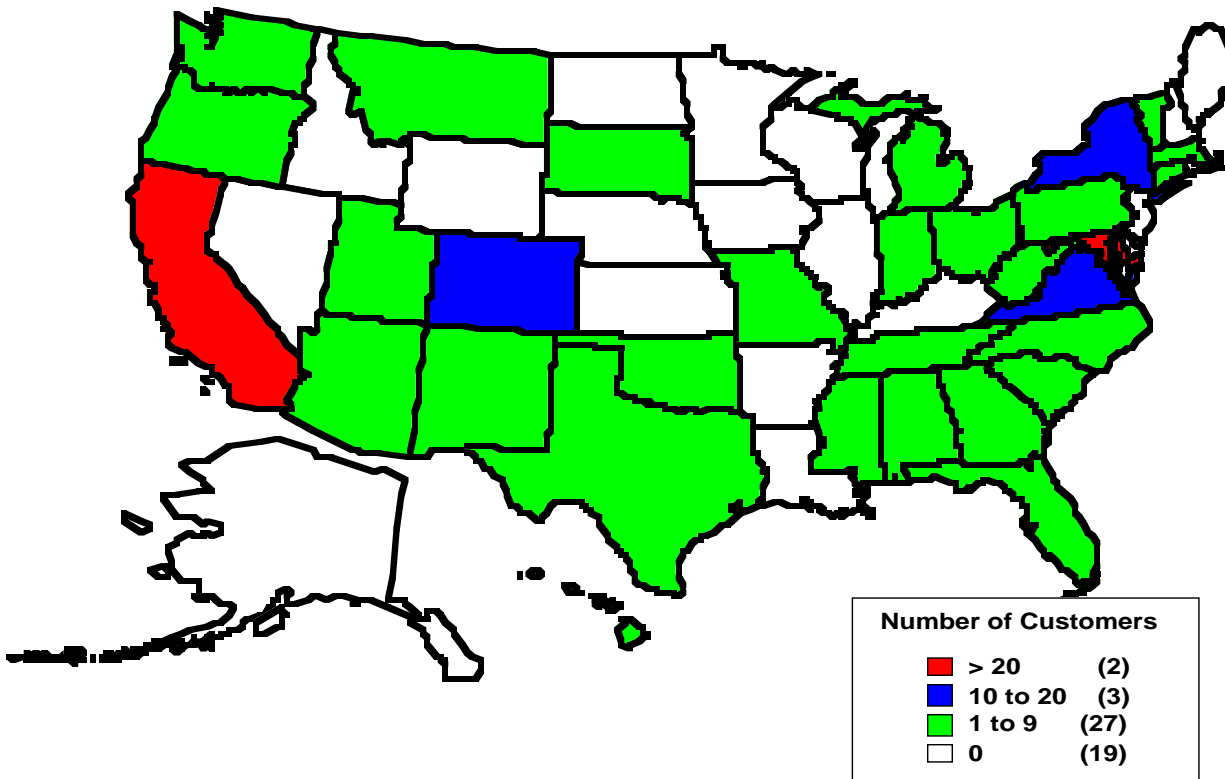 Number of Customers
> 20 (2)
10 to 20 (3)
1 to 9 (27)
0 (19)